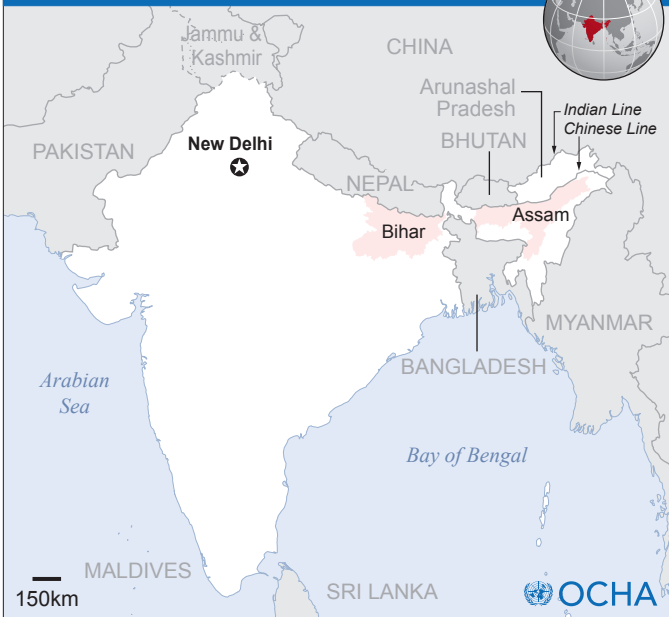 Jammu &
Kashmir
CHINA
Arunashal
Pradesh
Indian Line
Chinese Line
New Delhi
PAKISTAN
BHUTAN
NEPAL
Bihar
Assam
MYANMAR
BANGLADESH
Arabian
Sea
Bay of Bengal
MALDIVES
SRI LANKA
150km
OCHA